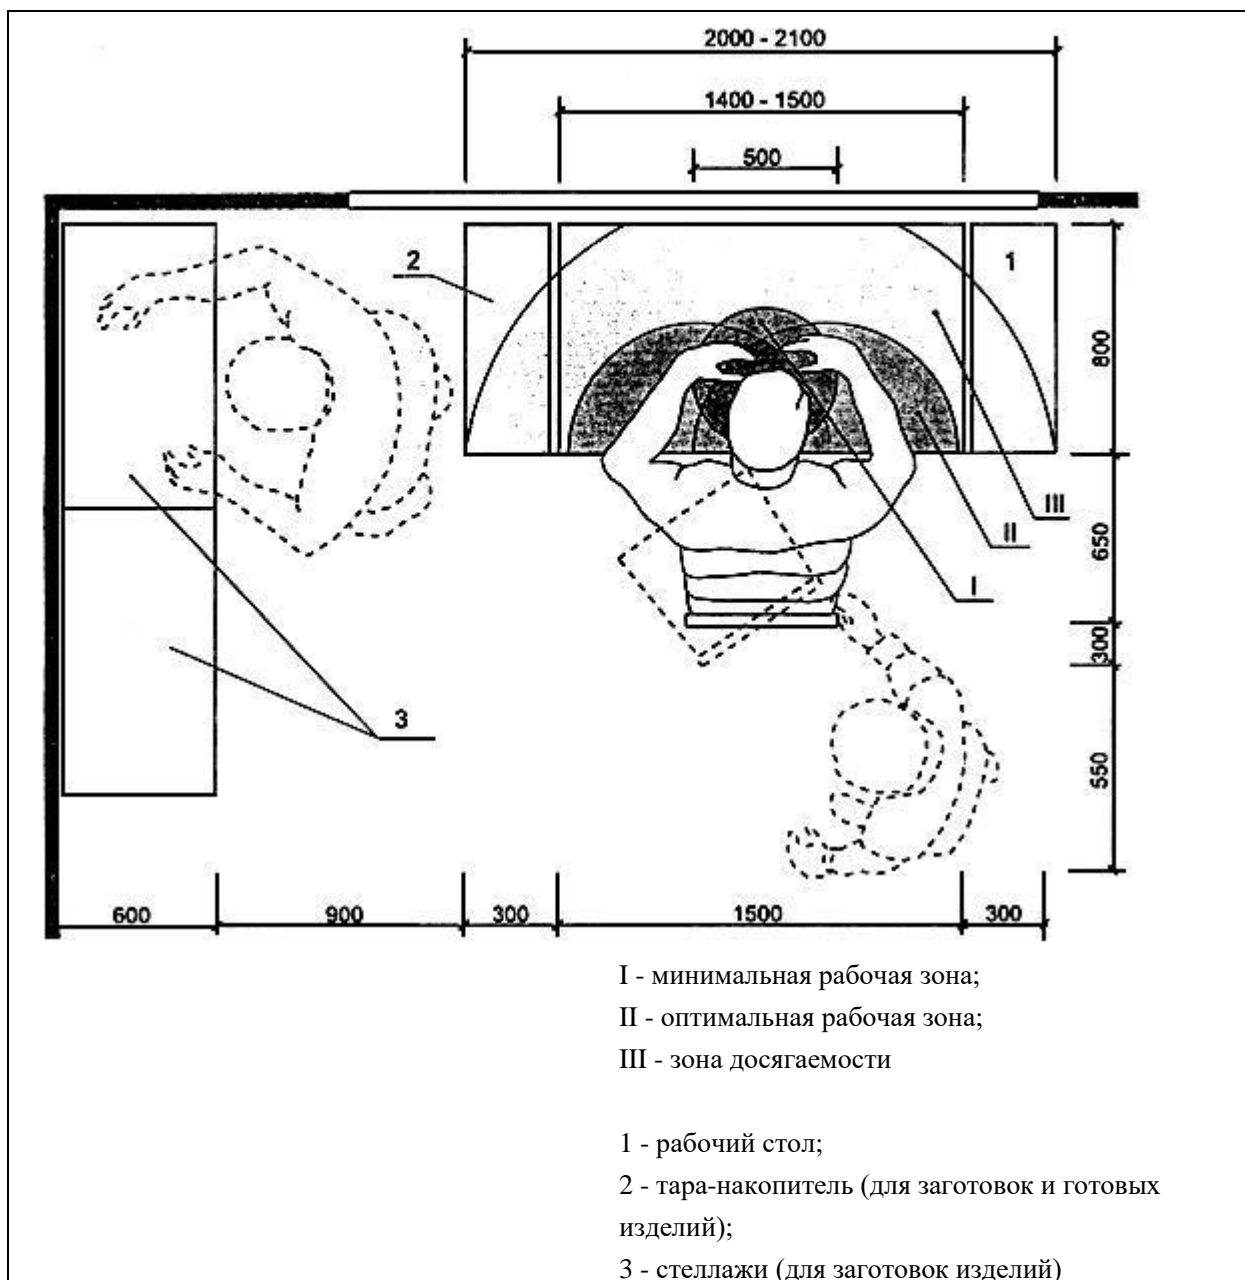 2000 - 2100
1400 - 1500
500
2
1
800
III
II
650
I
300
3
550
600
900
300
1500
300
I - минимальная рабочая зона;
II - оптимальная рабочая зона;
III - зона досягаемости
1 - рабочий стол;
2 - тара-накопитель (для заготовок и готовых
изделий);
3 - стеллажи (для заготовок изделий)